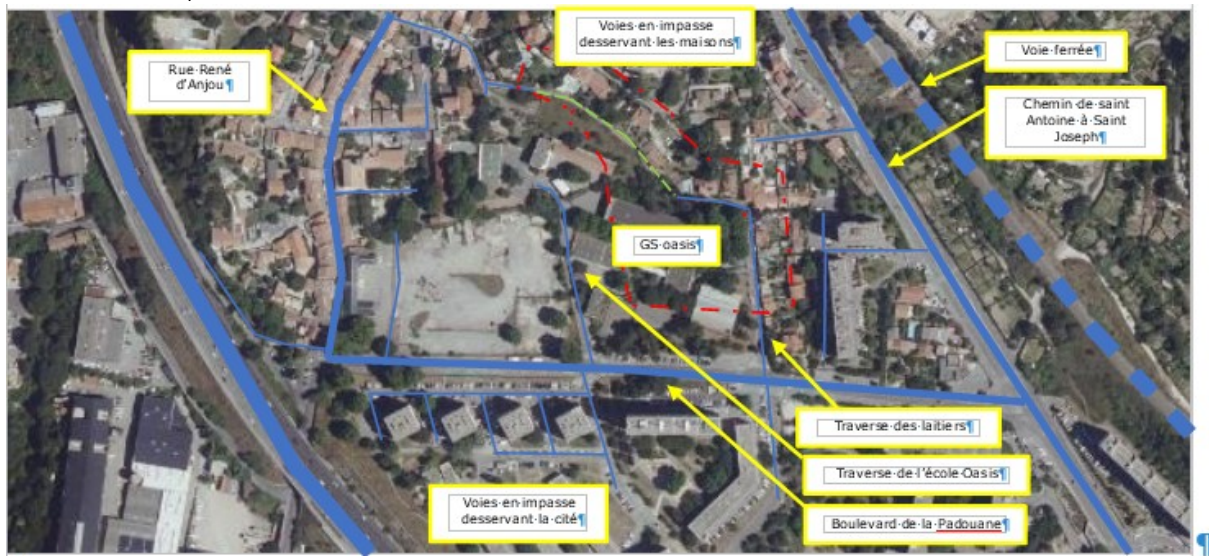 Voies·en·impasse
desservant·les·maisons¶
Rue·René
d'Anjou¶
Voie·ferrée¶
Chemin·de·saint
Antoine·à·Saint
Joseph¶
GS·oasis¶
Traverse·des·laitiers¶
Traverse·de·l'école·Oasis¶
Voies·en·impasse
desservant·la·cité¶
Boulevard·de·la·Padouane¶
¶